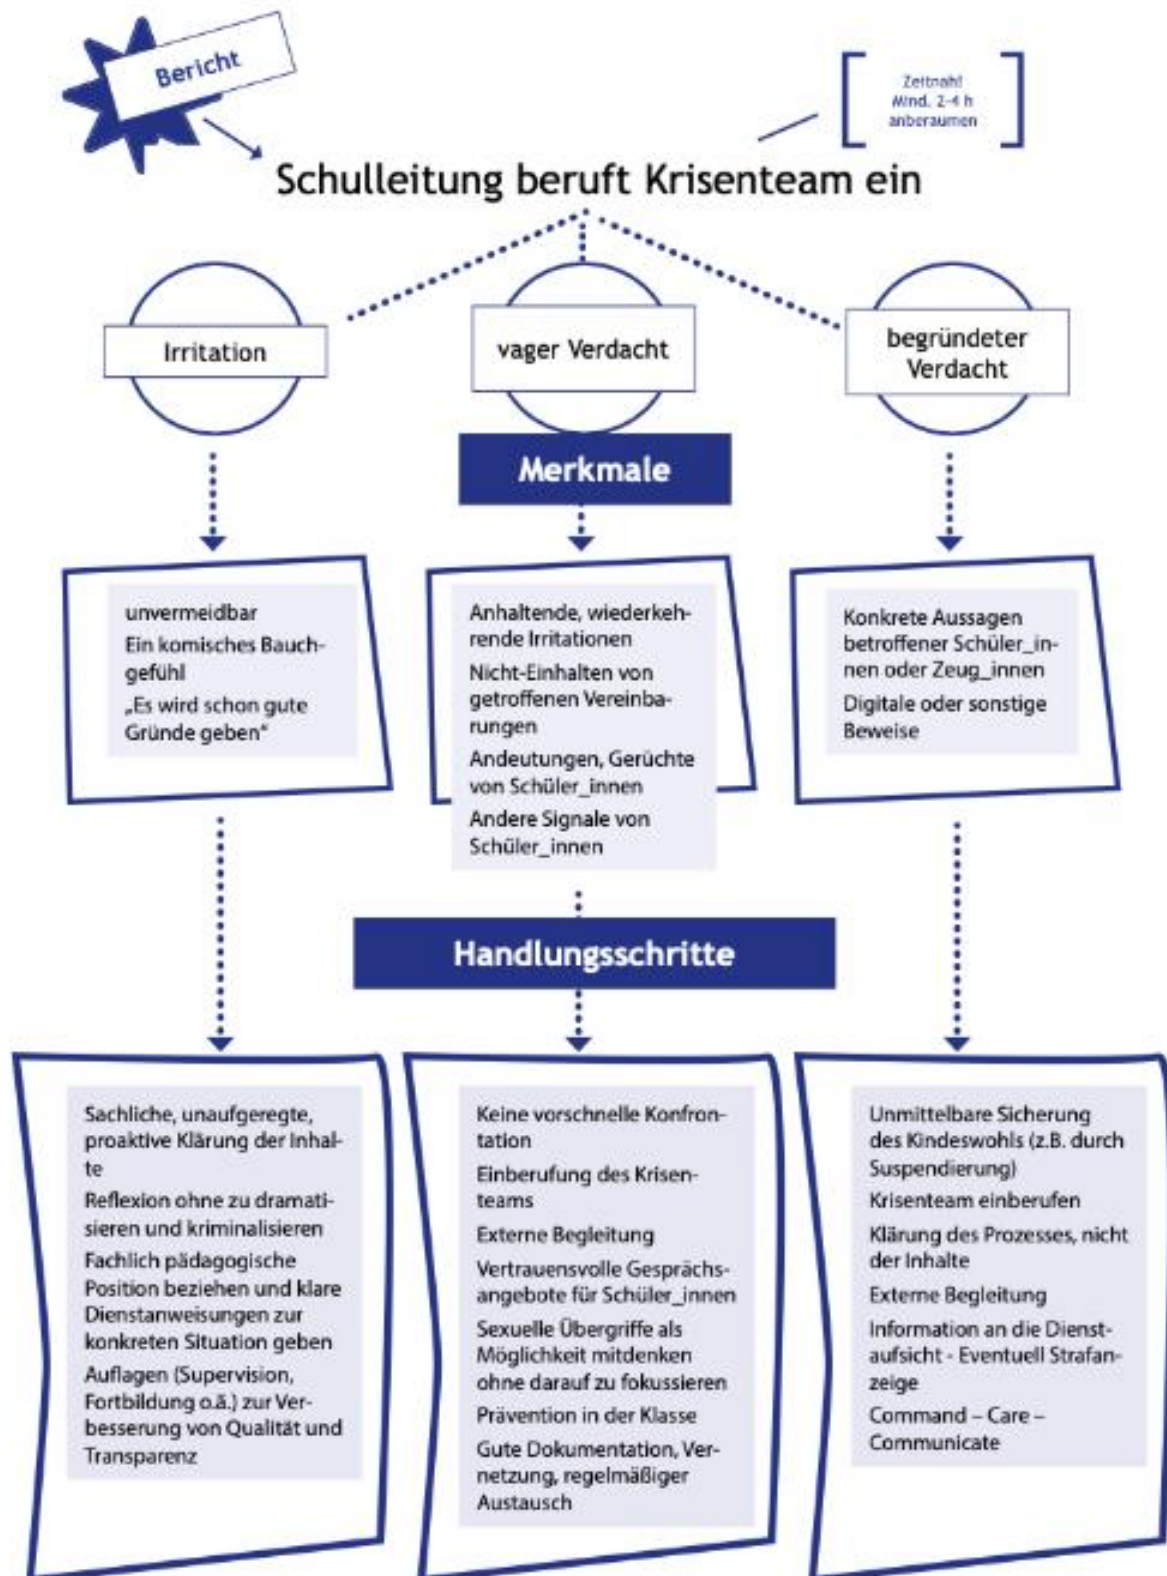 Bericht
Zeitnah!
Mind. 2-4 h
anberaumen
Schulleitung beruft Krisenteam ein
Irritation
vager Verdacht
begründeter
Verdacht
Merkmale
unvermeidbar
Ein komisches Bauch-
gefühl
„Es wird schon gute
Gründe geben“
Anhaltende, wiederkeh-
rende Irritationen
Nicht-Einhalten von
getroffenen Vereinba-
rungen
Andeutungen, Gerüchte
von Schüler_innen
Andere Signale von
Schüler_innen
Konkrete Aussagen
betroffener Schüler_in-
nen oder Zeug_innen
Digitale oder sonstige
Beweise
Handlungsschritte
Sachliche, unaufgeregte,
proaktive Klärung der Inhal-
te
Reflexion ohne zu dramati-
sieren und kriminalisieren
Fachlich pädagogische
Position beziehen und klare
Dienstanweisungen zur
konkreten Situation geben
Auflagen (Supervision,
Fortbildung o.ä.) zur Ver-
besserung von Qualität und
Transparenz
Keine vorschnelle Konfron-
tation
Einberufung des Krisen-
teams
Externe Begleitung
Vertrauensvolle Gesprächs-
angebote für Schüler_innen
Sexuelle Übergriffe als
Möglichkeit mitdenken
ohne darauf zu fokussieren
Prävention in der Klasse
Gute Dokumentation, Ver-
netzung, regelmäßiger
Austausch
Unmittelbare Sicherung
des Kindeswohls (z.B. durch
Suspendierung)
Krisenteam einberufen
Klärung des Prozesses, nicht
der Inhalte
Externe Begleitung
Information an die Dienst-
aufsicht - Eventuell Strafan-
zeige
Command – Care –
Communicate